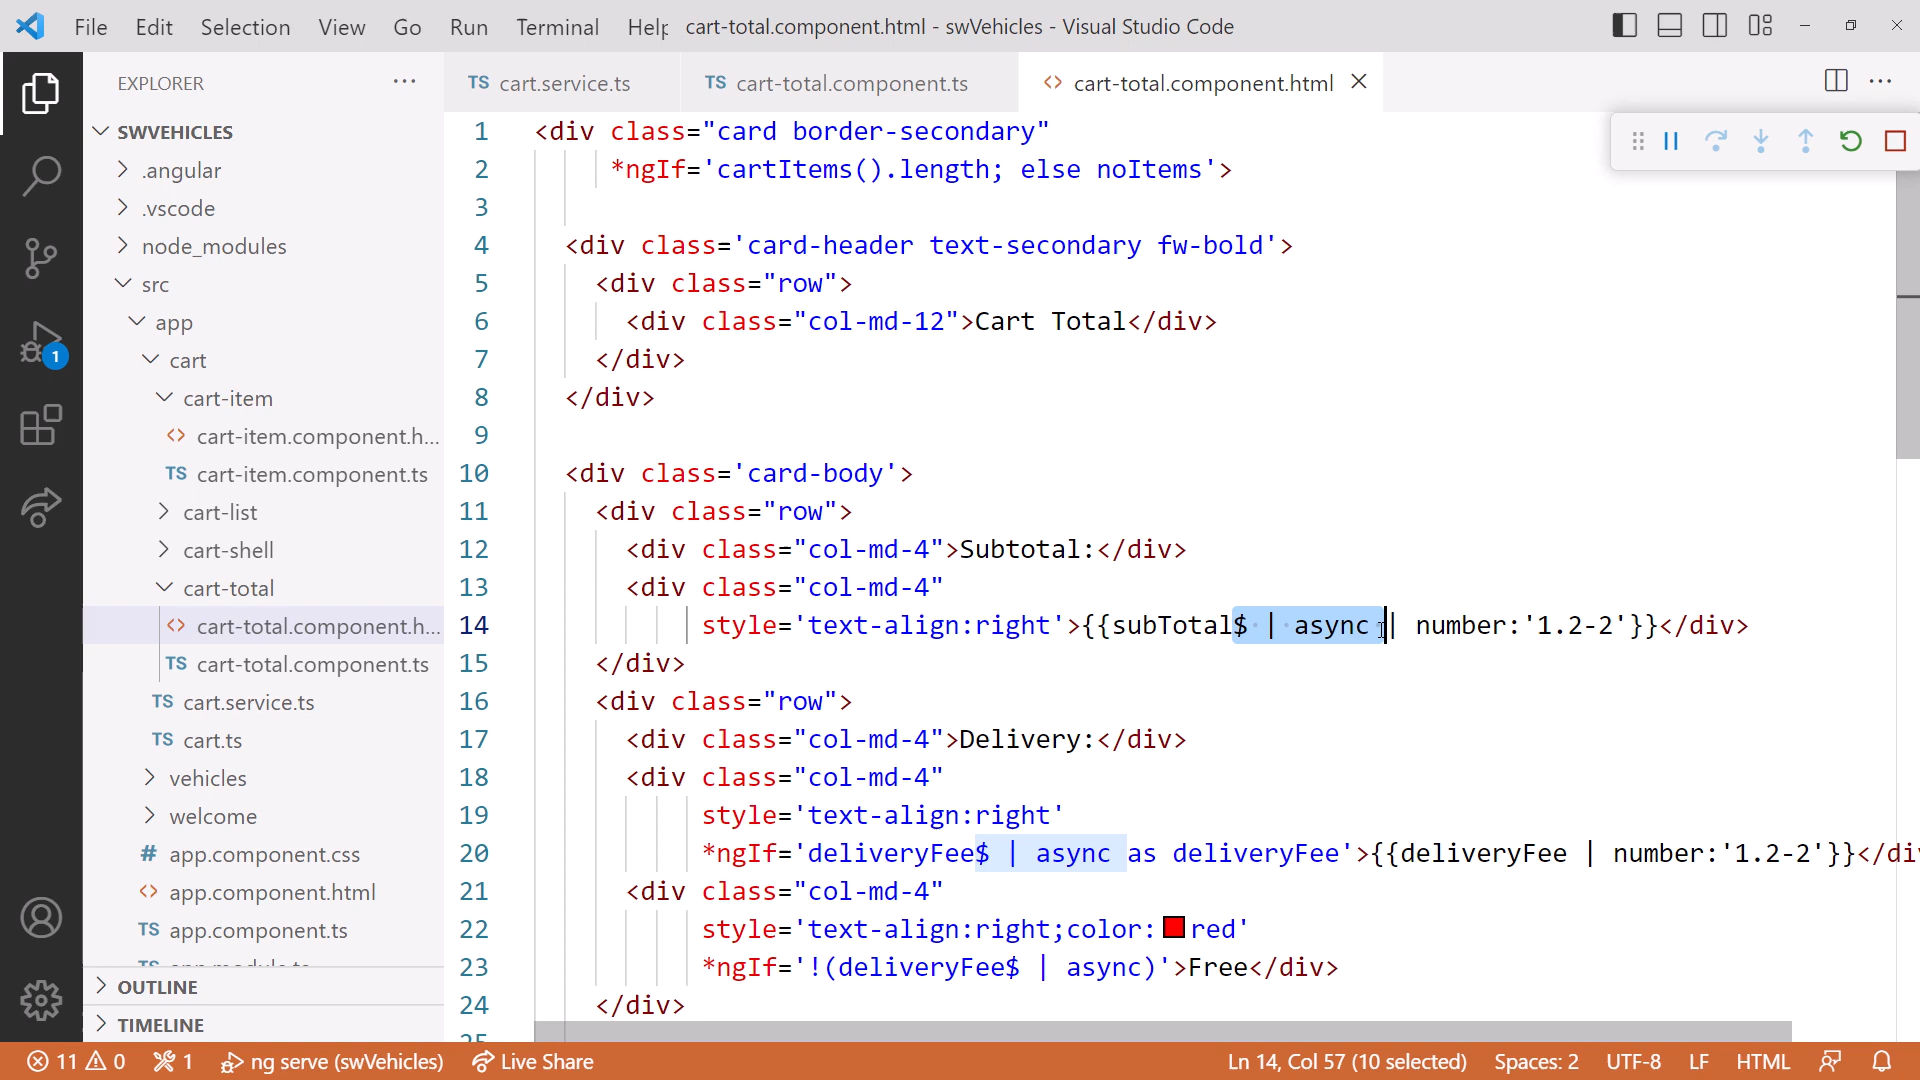 File Edit Selection View Go Run Terminal Help cart-total.component.html - swVehicles - Visual Studio Code
EXPLORER
TS cart.service.ts
TS cart-total.component.ts
<> cart-total.component.html
SWVEHICLES
.angular
.vscode
node_modules
src
app
cart
cart-item
<> cart-item.component.h...
TS cart-item.component.ts
cart-list
cart-shell
cart-total
<> cart-total.component.h...
TS cart-total.component.ts
TS cart.service.ts
TS cart.ts
vehicles
welcome
# app.component.css
<> app.component.html
TS app.component.ts
OUTLINE
TIMELINE
1
1 <div class="card border-secondary"
2 *ngIf='cartItems().length; else noItems'>
3
4 <div class='card-header text-secondary fw-bold'>
5 <div class="row">
6 <div class="col-md-12">Cart Total</div>
7 </div>
8 </div>
9
10 <div class='card-body'>
11 <div class="row">
12 <div class="col-md-4">Subtotal:</div>
13 <div class="col-md-4"
14 style='text-align:right'>{{subTotal$ | async | number:'1.2-2'}}</div>
15 </div>
16 <div class="row">
17 <div class="col-md-4">Delivery:</div>
18 <div class="col-md-4"
19 style='text-align:right'
20 *ngIf='deliveryFee$ | async as deliveryFee'>{{deliveryFee | number:'1.2-2'}}</di
21 <div class="col-md-4"
22 style='text-align:right;color:red'
23 *ngIf='!(deliveryFee$ | async)'>Free</div>
24 </div>
11 0 1 ng serve (swVehicles) Live Share Ln 14, Col 57 (10 selected) Spaces: 2 UTF-8 LF HTML